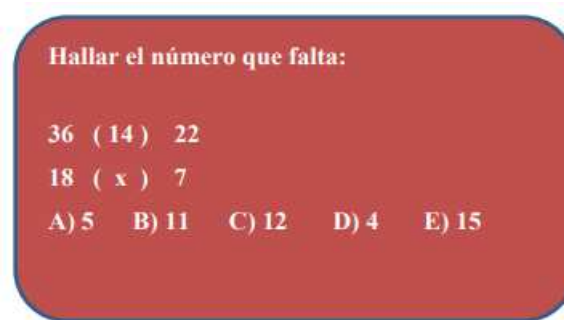 Hallar el número que falta:
36 ( 14 ) 22
18 ( x ) 7
A) 5 B) 11 C) 12 D) 4 E) 15